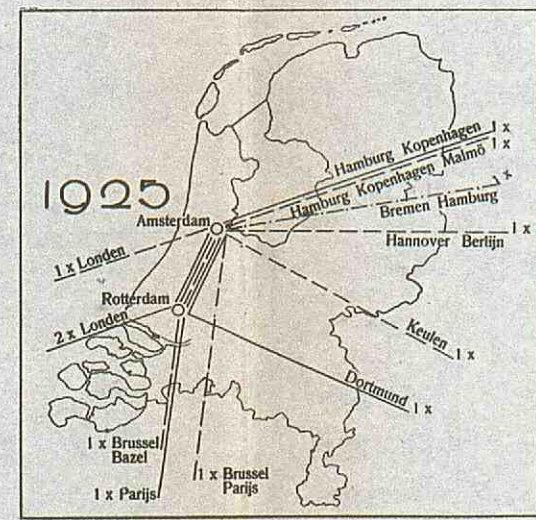 Hamburg Kopenhagen 1 x
Hamburg Kopenhagen Malmö 1 x
1925
Bremen Hamburg 1 x
Amsterdam
Hannover Berlijn 1 x
1 x Londen
Rotterdam
2 x Londen
Keulen 1 x
Dortmund 1 x
1 x Brussel
Bazel
1 x Brussel
Parijs
1 x Parijs